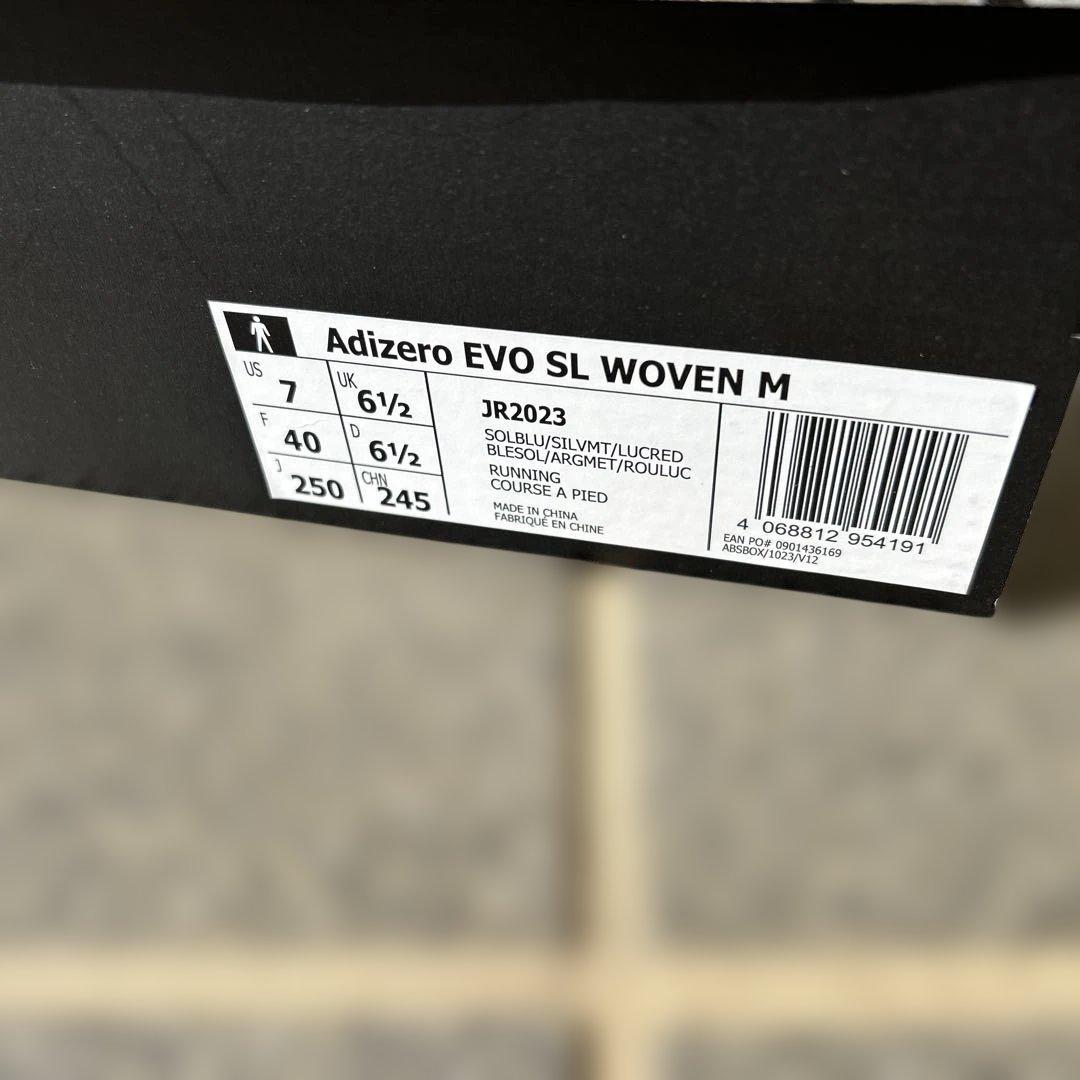 Adizero EVO SL WOVEN M
US 7 UK 6½
F 40 D 6½
J 250 CHN 245
JR2023
SOLBLU/SILVMT/LUCRED
BLESOL/ARGMET/ROULUC
RUNNING
COURSE A PIED
MADE IN CHINA
FABRIQUÉ EN CHINE
4 068812 954191
EAN PO# 0901436169
ABSBOX/1023/V12